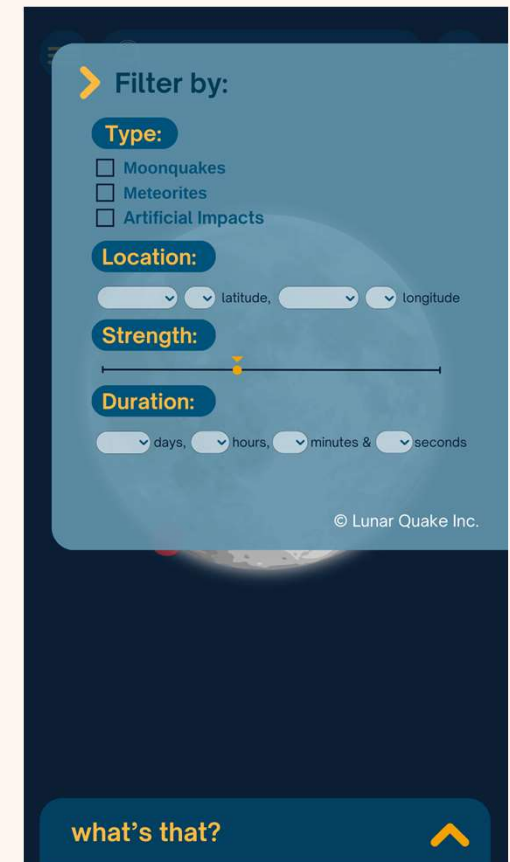 Filter by:
Type:
Moonquakes
Meteorites
Artificial Impacts
Location:
latitude, longitude
Strength:
Duration:
days, hours, minutes & seconds
© Lunar Quake Inc.
what's that?